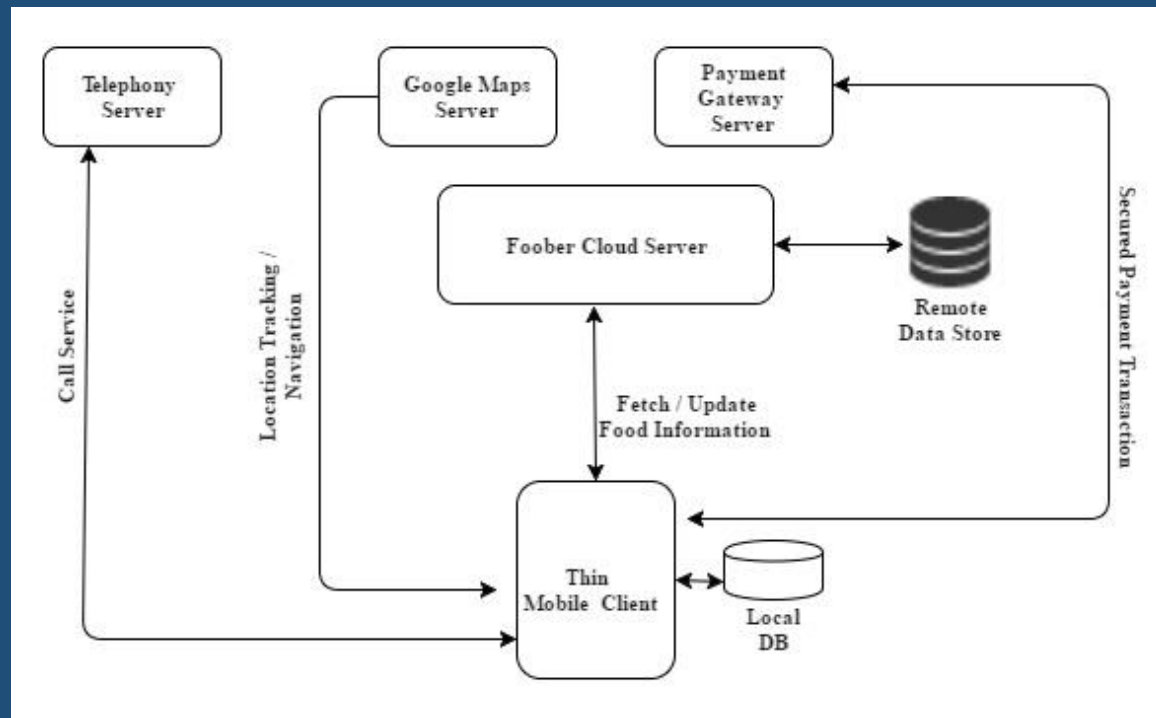 Telephony
Server
Google Maps
Server
Payment
Gateway
Server
Foober Cloud Server
Remote
Data Store
Call Service
Location Tracking /
Navigation
Secured Payment Transaction
Fetch / Update
Food Information
Thin
Mobile Client
Local
DB